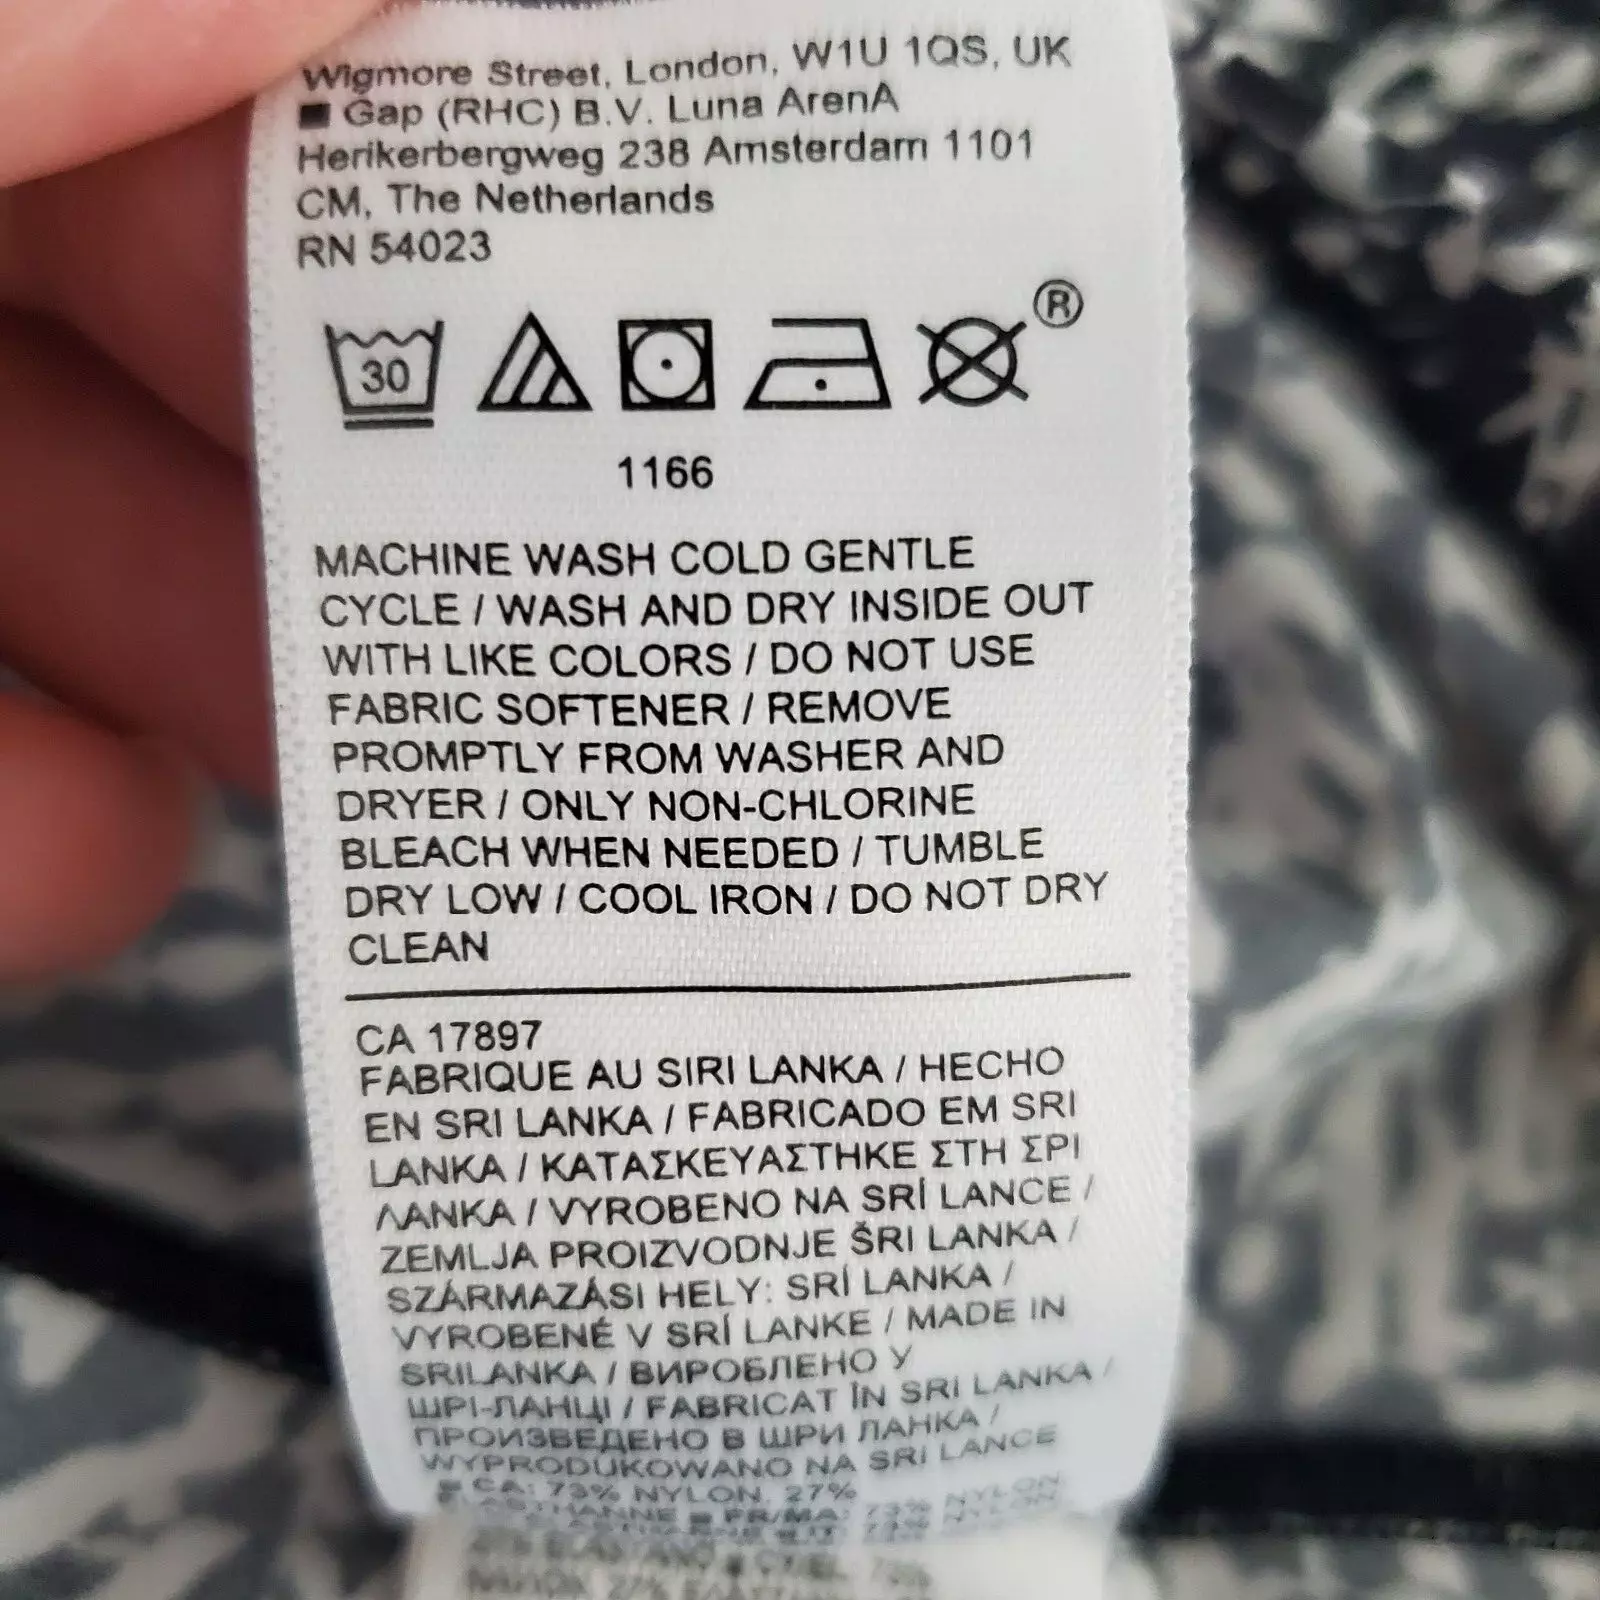 Wigmore Street, London, W1U 1QS, UK
■ Gap (RHC) B.V. Luna ArenA
Herikerbergweg 238 Amsterdam 1101
CM, The Netherlands
RN 54023
30
®
1166
MACHINE WASH COLD GENTLE
CYCLE / WASH AND DRY INSIDE OUT
WITH LIKE COLORS / DO NOT USE
FABRIC SOFTENER / REMOVE
PROMPTLY FROM WASHER AND
DRYER / ONLY NON-CHLORINE
BLEACH WHEN NEEDED / TUMBLE
DRY LOW / COOL IRON / DO NOT DRY
CLEAN
CA 17897
FABRIQUE AU SIRI LANKA / HECHO
EN SRI LANKA / FABRICADO EM SRI
LANKA / ΚΑΤΑΣΚΕΥΑΣΤΗΚΕ ΣΤΗ ΣΡΙ
ΛΑΝΚΑ / VYROBENO NA SRÍ LANCE /
ZEMLJA PROIZVODNJE ŠRI LANKA /
SZÁRMAZÁSI HELY: SRÍ LANKA /
VYROBENÉ V SRÍ LANKE / MADE IN
SRILANKA / ВИРОБЛЕНО У
ШРІ-ЛАНЦІ / FABRICAT ÎN SRI LANKA /
ПРОИЗВЕДЕНО В ШРИ ЛАНКА /
WYPRODUKOWANO NA SRI LANCE
■ CA: 73% NYLON, 27%
ELASTHANNE ■ FR/MA: 73% NYLON